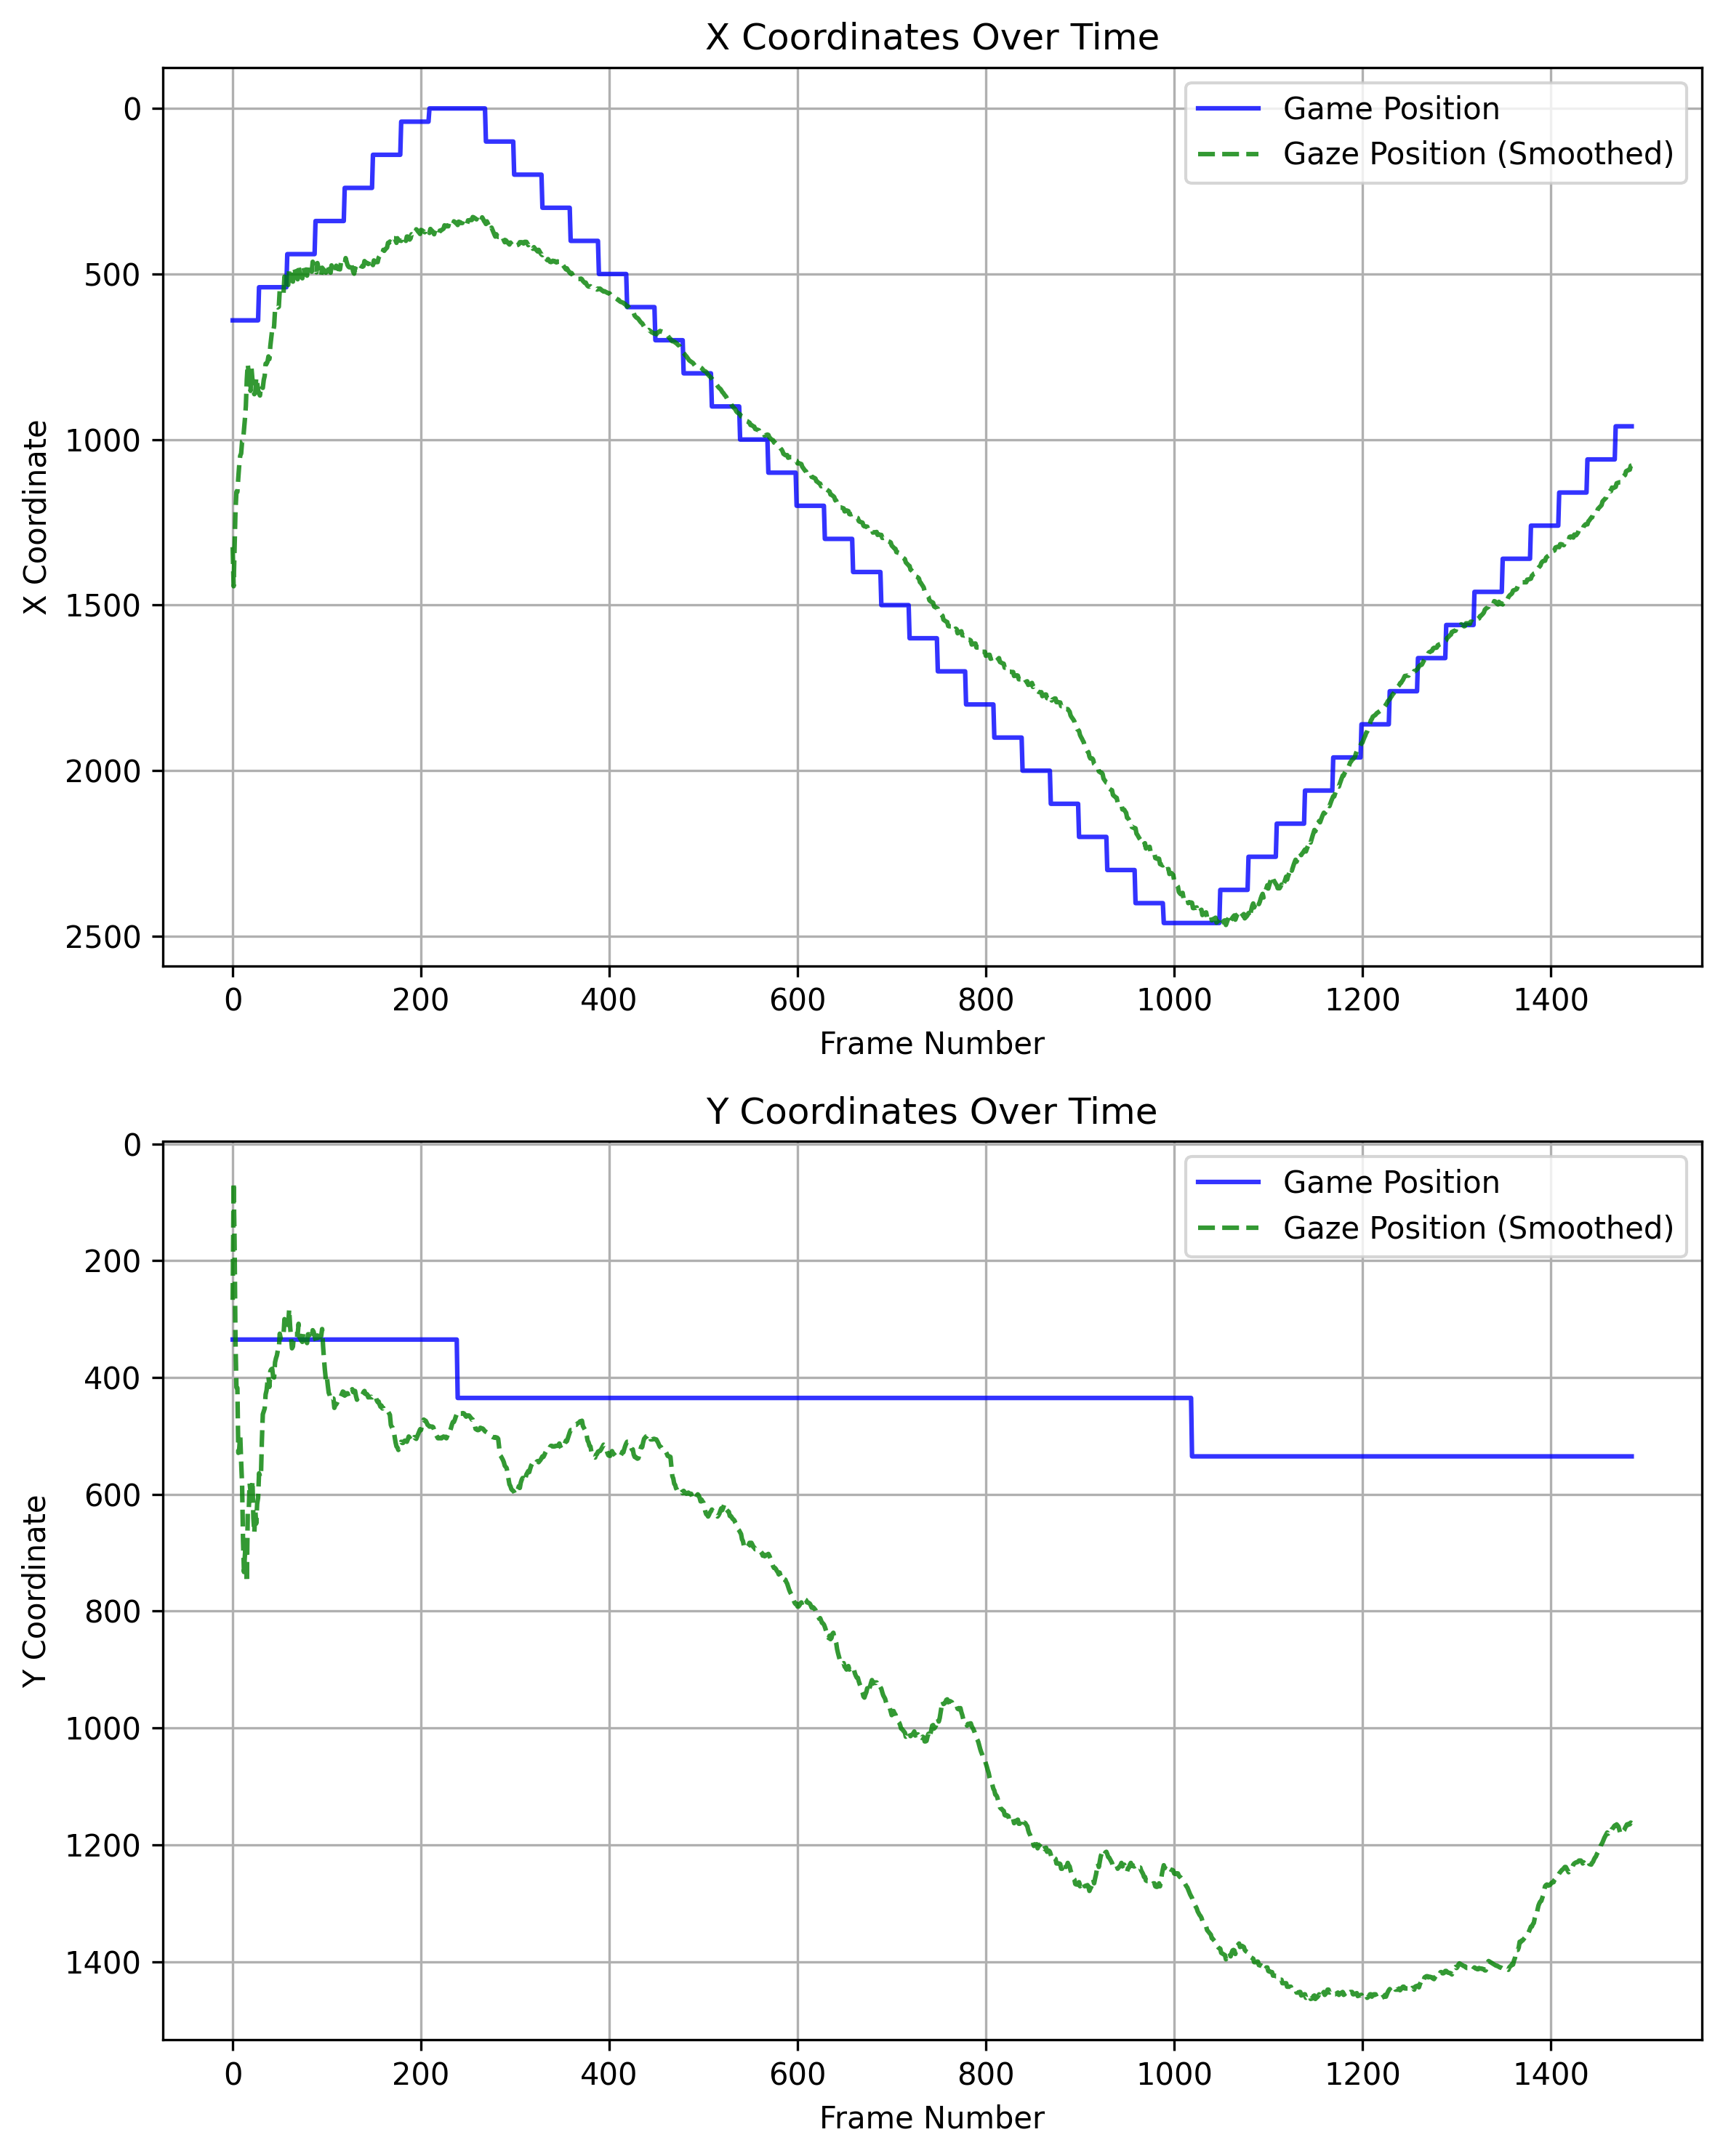 X Coordinates Over Time
Game Position
Gaze Position (Smoothed)
0
500
1000
1500
2000
2500
X Coordinate
0 200 400 600 800 1000 1200 1400
Frame Number
Y Coordinates Over Time
Game Position
Gaze Position (Smoothed)
0
200
400
600
800
1000
1200
1400
Y Coordinate
0 200 400 600 800 1000 1200 1400
Frame Number